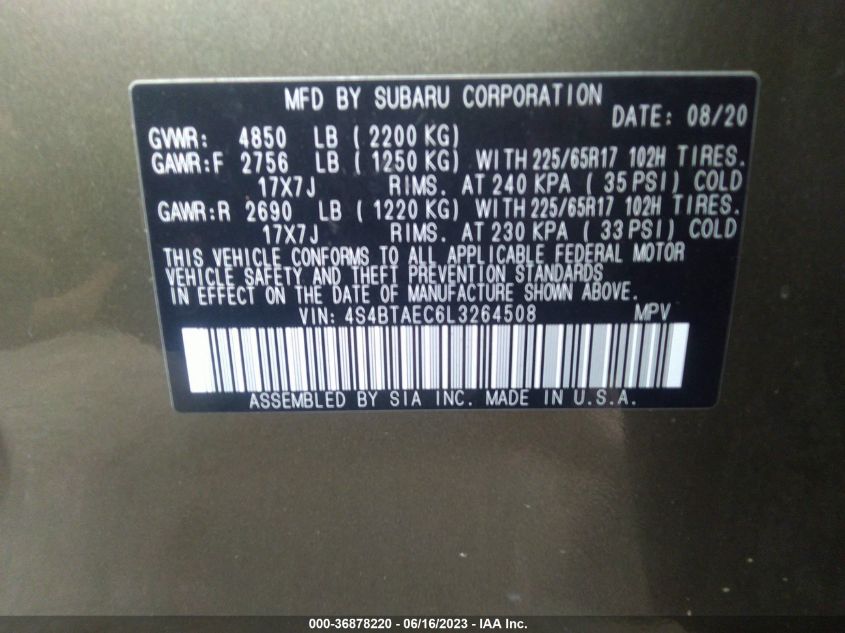 MFD BY SUBARU CORPORATION
DATE: 08/20
GVWR: 4850 LB ( 2200 KG)
GAWR:F 2756 LB ( 1250 KG) WITH 225/65R17 102H TIRES.
17X7J RIMS. AT 240 KPA ( 35 PSI) COLD
GAWR:R 2690 LB ( 1220 KG) WITH 225/65R17 102H TIRES.
17X7J RIMS. AT 230 KPA ( 33 PSI) COLD
THIS VEHICLE CONFORMS TO ALL APPLICABLE FEDERAL MOTOR
VEHICLE SAFETY AND THEFT PREVENTION STANDARDS
IN EFFECT ON THE DATE OF MANUFACTURE SHOWN ABOVE.
VIN: 4S4BTAEC6L3264508 MPV
ASSEMBLED BY SIA INC. MADE IN U.S.A.
000-36878220 - 06/16/2023 - IAA Inc.